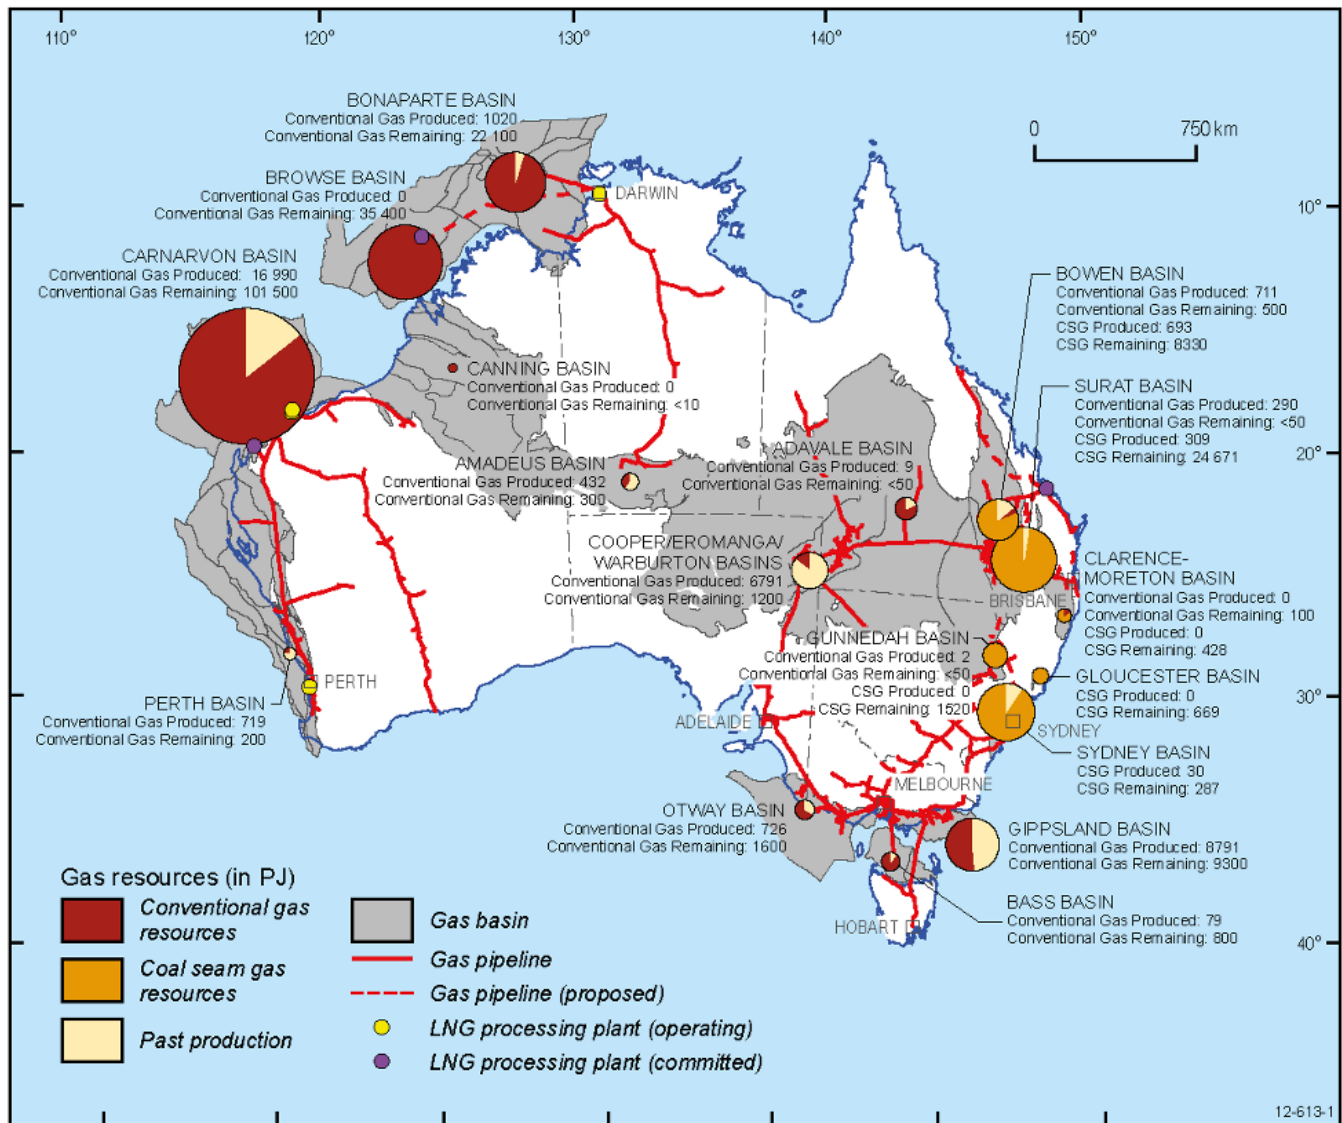 110° 120° 130° 140° 150°
BONAPARTE BASIN
Conventional Gas Produced: 1020
Conventional Gas Remaining: 22 100
0 750 km
BROWSE BASIN
Conventional Gas Produced: 0
Conventional Gas Remaining: 35 400
DARWIN
10°
CARNARVON BASIN
Conventional Gas Produced: 16 990
Conventional Gas Remaining: 101 500
BOWEN BASIN
Conventional Gas Produced: 711
Conventional Gas Remaining: 500
CSG Produced: 693
CSG Remaining: 8330
CANNING BASIN
Conventional Gas Produced: 0
Conventional Gas Remaining: <10
SURAT BASIN
Conventional Gas Produced: 290
Conventional Gas Remaining: <50
CSG Produced: 309
CSG Remaining: 24 671
20°
ADAVALE BASIN
Conventional Gas Produced: 9
Conventional Gas Remaining: <50
AMADEUS BASIN
Conventional Gas Produced: 432
Conventional Gas Remaining: 300
COOPER/EROMANGA/
WARBURTON BASINS
Conventional Gas Produced: 6791
Conventional Gas Remaining: 1200
CLARENCE-
MORETON BASIN
Conventional Gas Produced: 0
Conventional Gas Remaining: 100
CSG Produced: 0
CSG Remaining: 428
BRISBANE
GUNNEDAH BASIN
Conventional Gas Produced: 2
Conventional Gas Remaining: <50
CSG Produced: 0
CSG Remaining: 1520
GLOUCESTER BASIN
CSG Produced: 0
CSG Remaining: 669
30°
PERTH
PERTH BASIN
Conventional Gas Produced: 719
Conventional Gas Remaining: 200
ADELAIDE
SYDNEY
SYDNEY BASIN
CSG Produced: 30
CSG Remaining: 287
MELBOURNE
OTWAY BASIN
Conventional Gas Produced: 726
Conventional Gas Remaining: 1600
GIPPSLAND BASIN
Conventional Gas Produced: 8791
Conventional Gas Remaining: 9300
BASS BASIN
Conventional Gas Produced: 79
Conventional Gas Remaining: 800
HOBART
40°
Gas resources (in PJ)
Conventional gas
resources
Coal seam gas
resources
Past production
Gas basin
Gas pipeline
Gas pipeline (proposed)
LNG processing plant (operating)
LNG processing plant (committed)
12-613-1